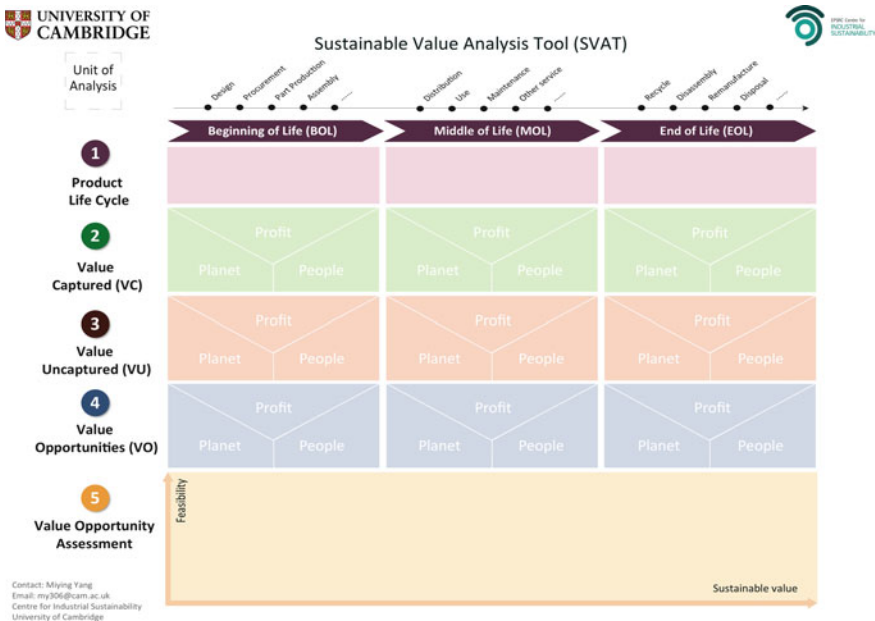 UNIVERSITY OF
CAMBRIDGE
EPSRC Center for
INDUSTRIAL
SUSTAINABILITY
Sustainable Value Analysis Tool (SVAT)
Unit of
Analysis
Design
Procurement
Part Production
Assembly
......
Distribution
Use
Maintenance
Other service
......
Recycle
Disassembly
Remanufacture
Disposal
......
Beginning of Life (BOL)
Middle of Life (MOL)
End of Life (EOL)
1
Product
Life Cycle
2
Value
Captured (VC)
Profit
Planet
People
Profit
Planet
People
Profit
Planet
People
3
Value
Uncaptured (VU)
Profit
Planet
People
Profit
Planet
People
Profit
Planet
People
4
Value
Opportunities (VO)
Profit
Planet
People
Profit
Planet
People
Profit
Planet
People
5
Value Opportunity
Assessment
Feasibility
Sustainable value
Contact: Miying Yang
Email: my306@cam.ac.uk
Centre for Industrial Sustainability
University of Cambridge